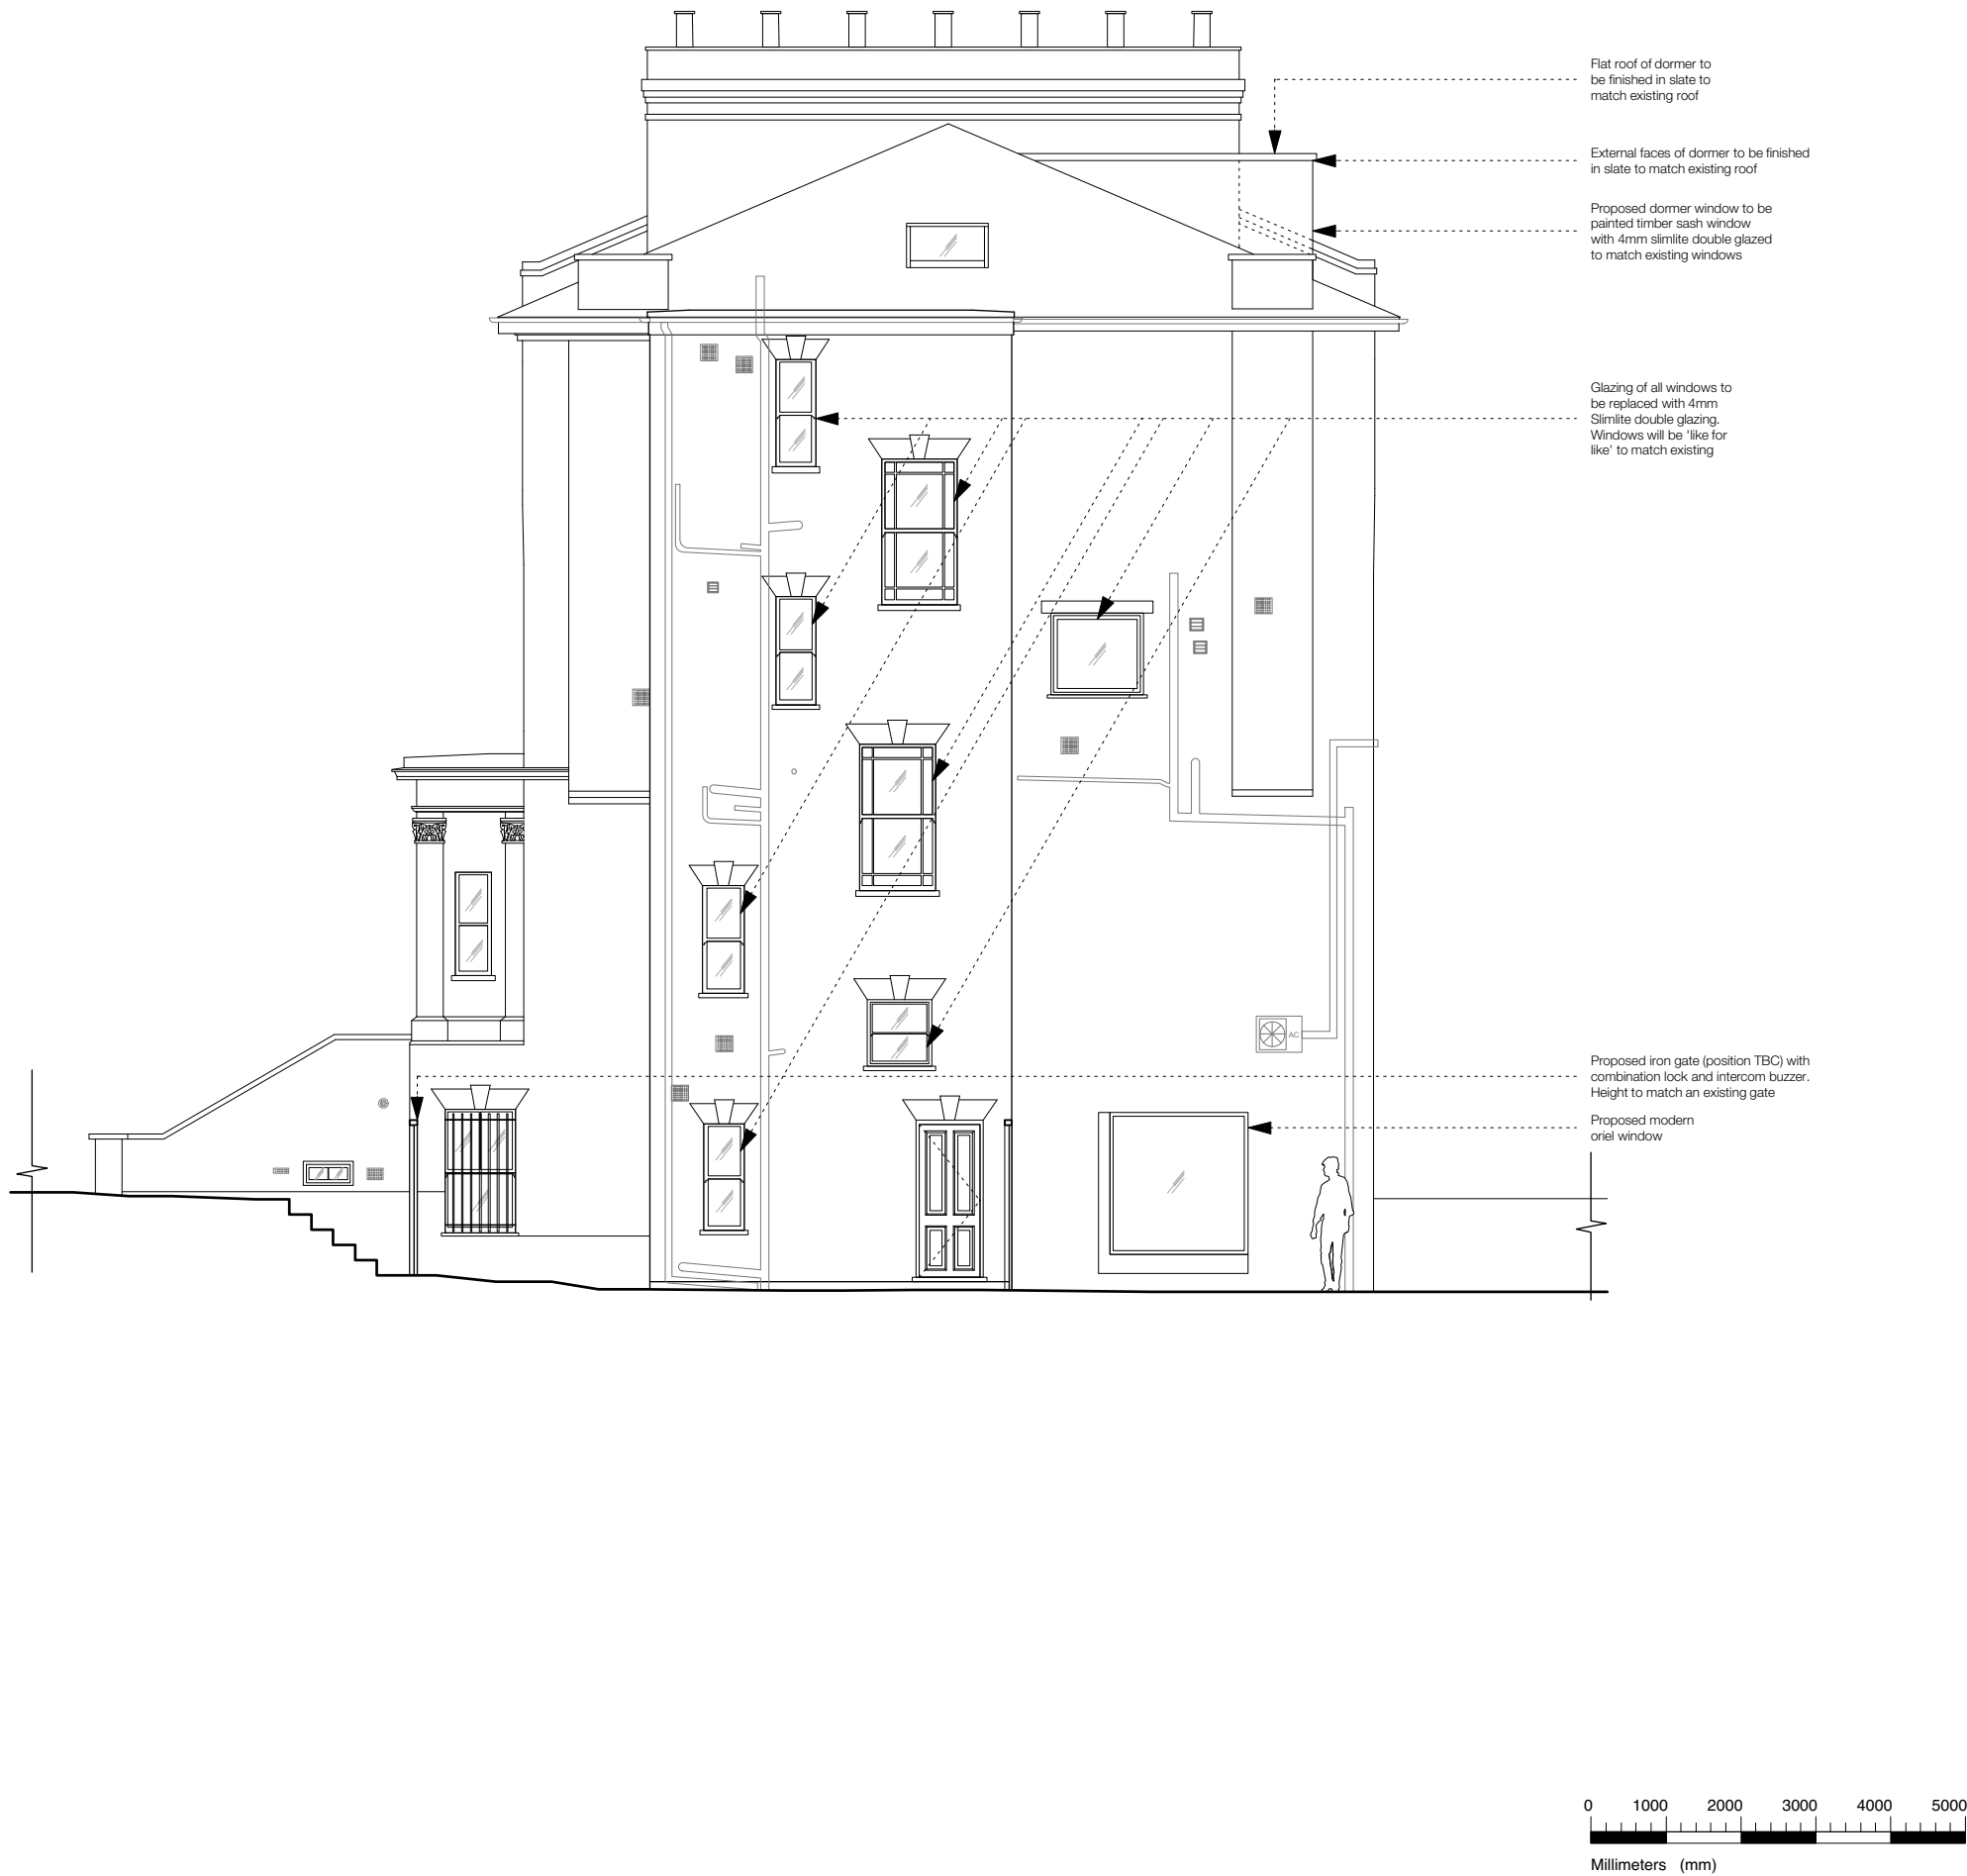 Flat roof of dormer to
be finished in slate to
match existing roof
External faces of dormer to be finished
in slate to match existing roof
Proposed dormer window to be
painted timber sash window
with 4mm slimlite double glazed
to match existing windows
Glazing of all windows to
be replaced with 4mm
Slimlite double glazing.
Windows will be 'like for
like' to match existing
AC
Proposed iron gate (position TBC) with
combination lock and intercom buzzer.
Height to match an existing gate
Proposed modern
oriel window
0 1000 2000 3000 4000 5000
Millimeters (mm)